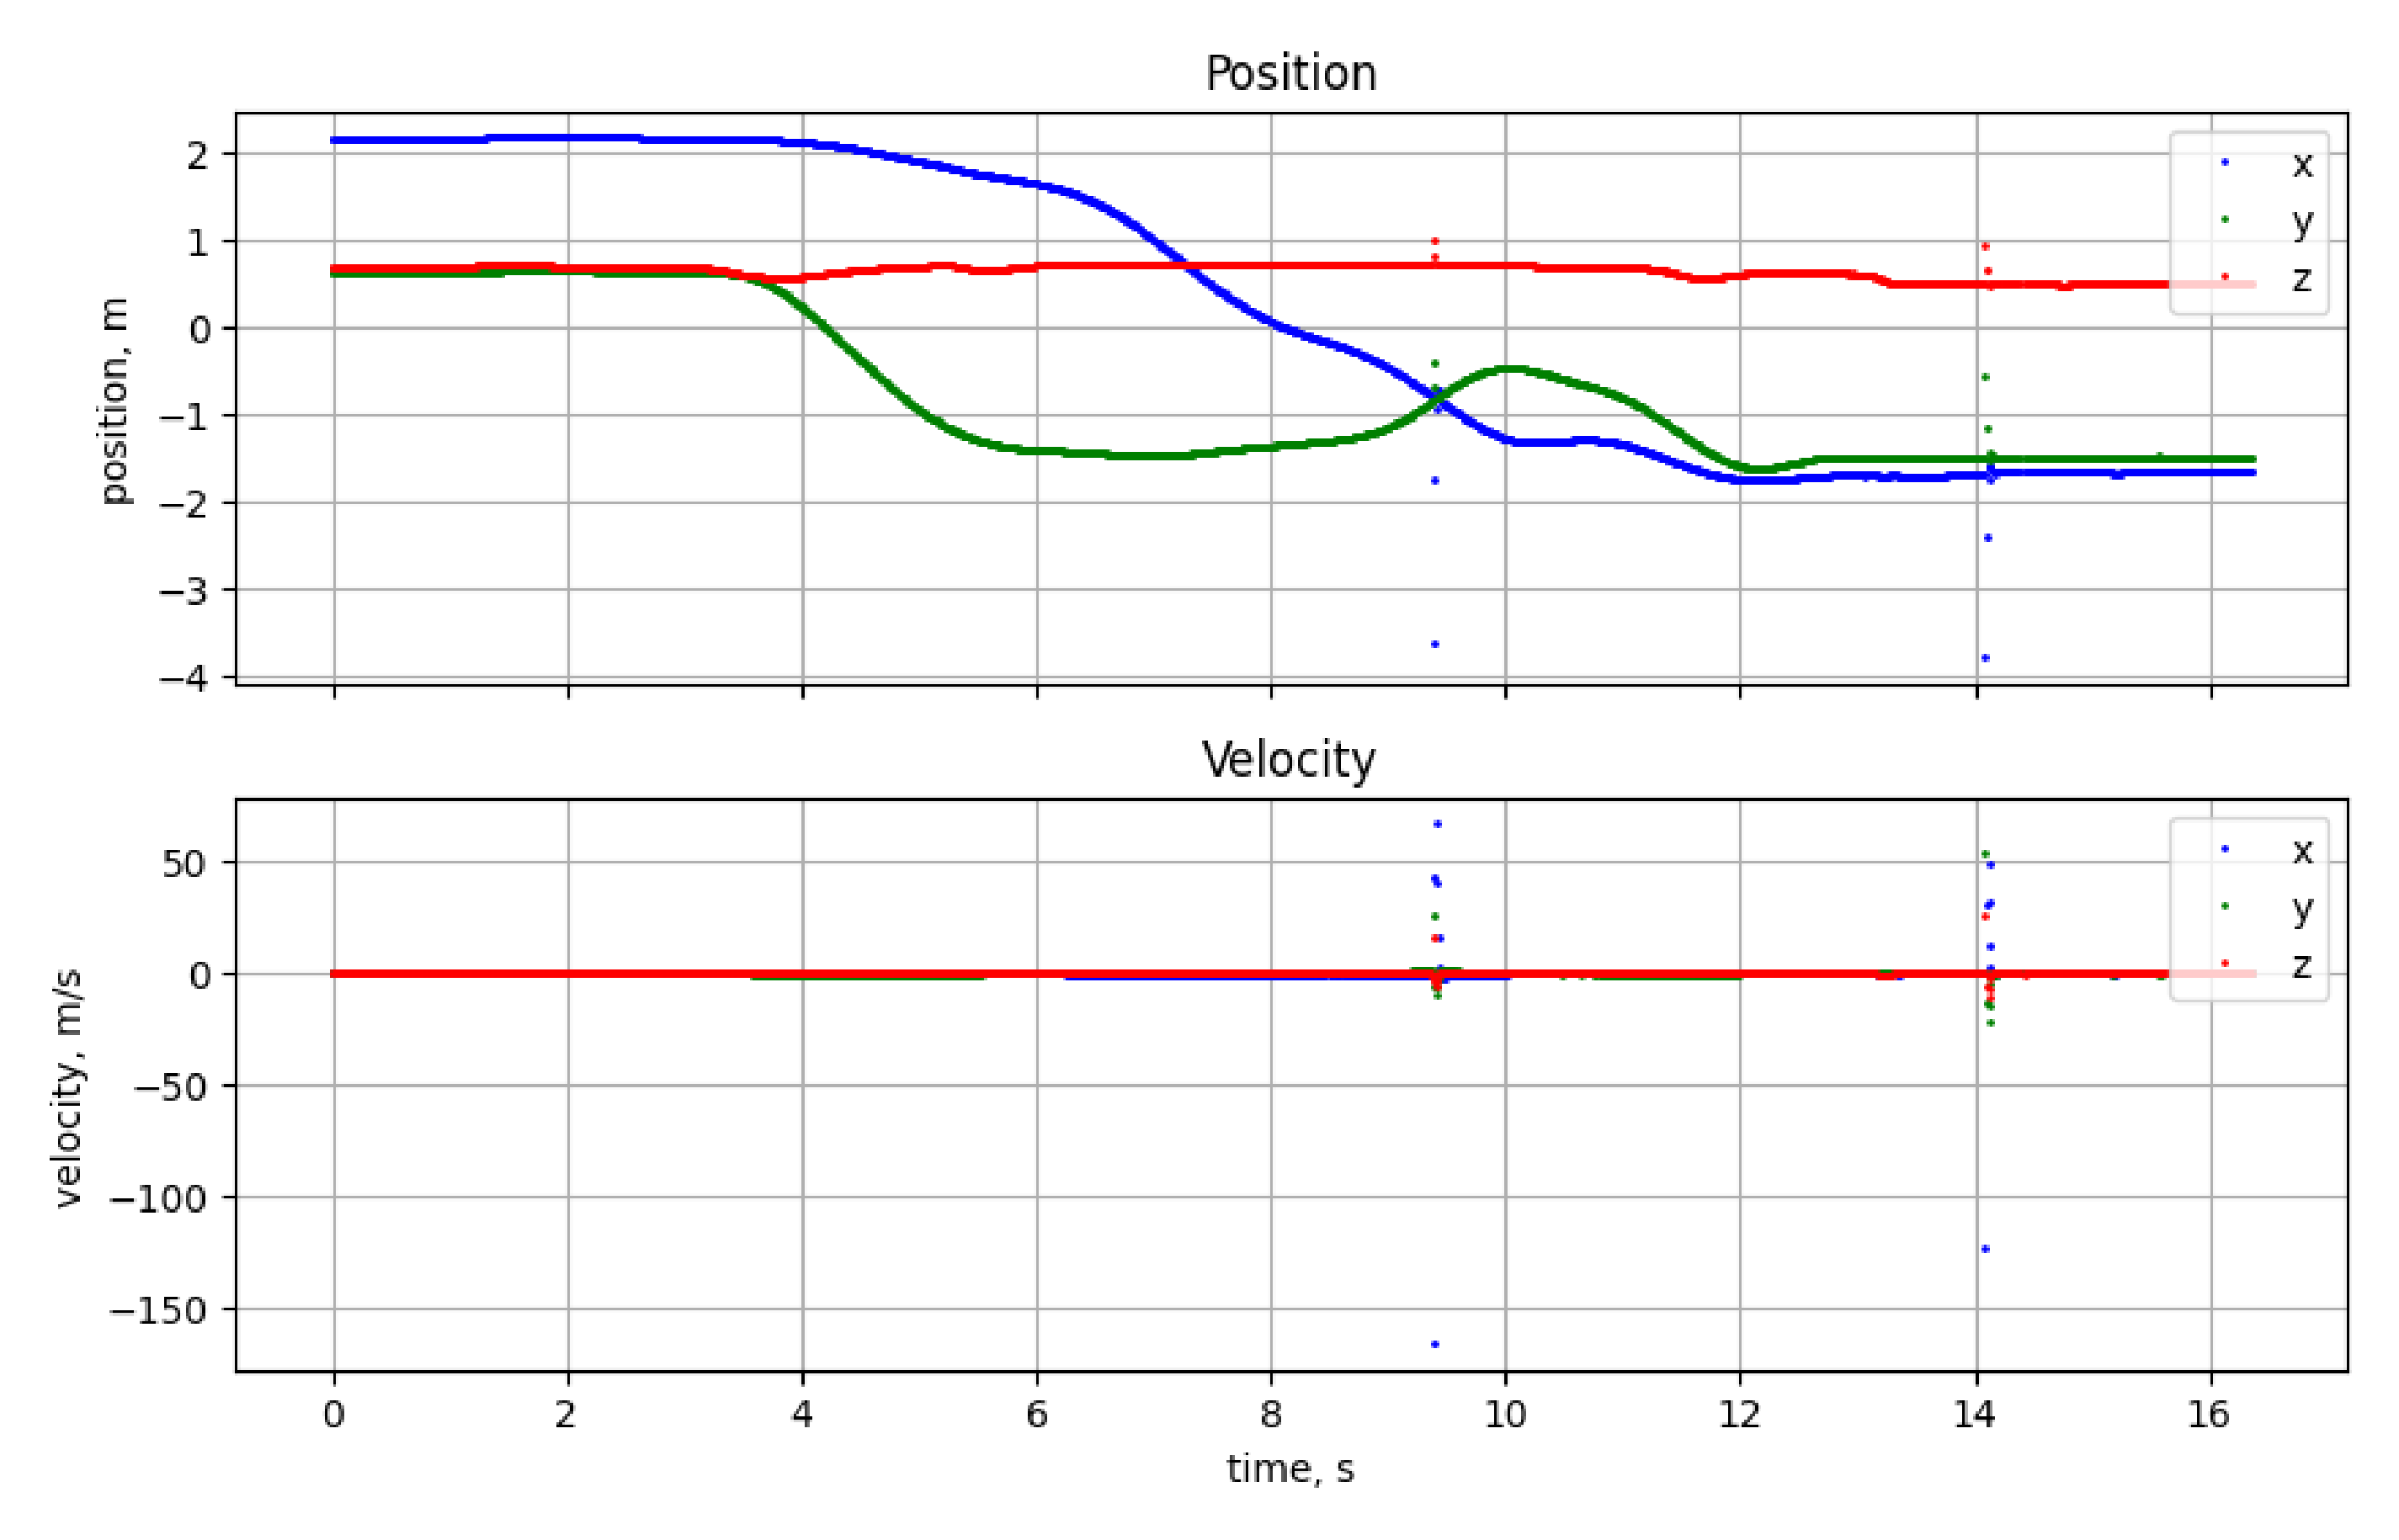 Position
position, m
2
1
0
−1
−2
−3
−4
x
y
z
Velocity
velocity, m/s
50
0
−50
−100
−150
x
y
z
0 2 4 6 8 10 12 14 16
time, s